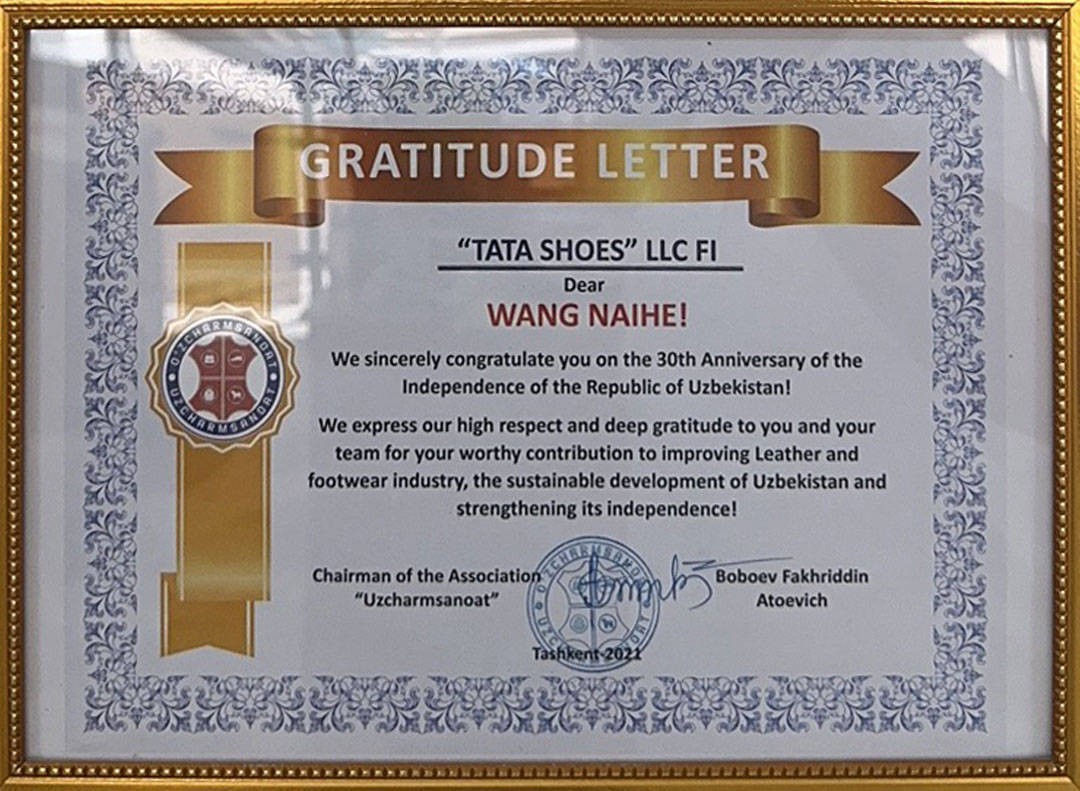 GRATITUDE LETTER
“TATA SHOES” LLC FI
Dear
WANG NAIHE!
We sincerely congratulate you on the 30th Anniversary of the
Independence of the Republic of Uzbekistan!
We express our high respect and deep gratitude to you and your
team for your worthy contribution to improving Leather and
footwear industry, the sustainable development of Uzbekistan and
strengthening its independence!
O'ZCHARMSANOAT
UZCHARMSANOAT
Chairman of the Association
“Uzcharmsanoat”
Boboev Fakhriddin
Atoevich
Tashkent-2021